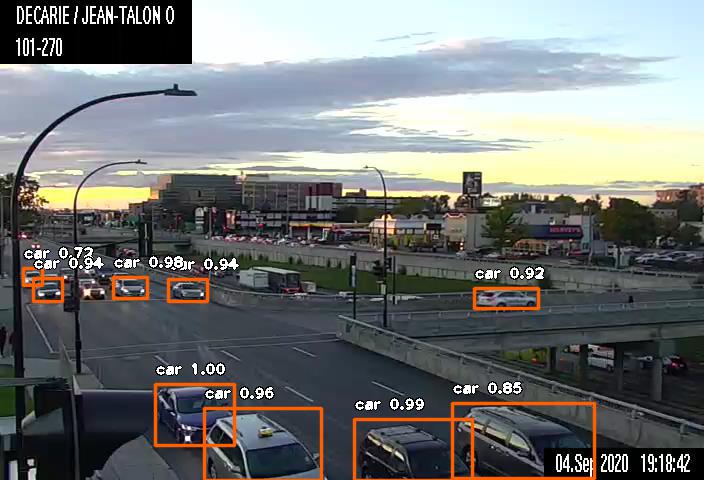 DECARIE / JEAN-TALON O
101-270
HARVEY'S
car 0.72
car 0.94
car 0.98
car 0.94
car 0.92
car 1.00
car 0.96
car 0.99
car 0.85
04.Sep 2020 19:18:42